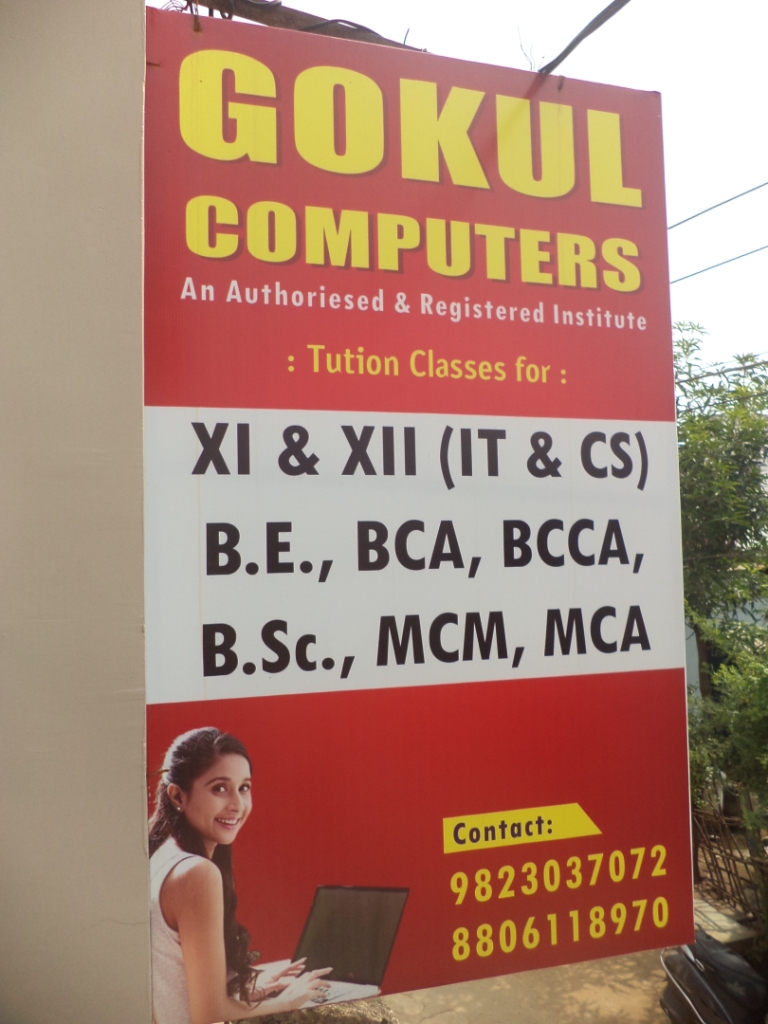 GOKUL
COMPUTERS
An Authoriesed & Registered Institute
: Tution Classes for :
XI & XII (IT & CS)
B.E., BCA, BCCA,
B.Sc., MCM, MCA
Contact:
9823037072
8806118970